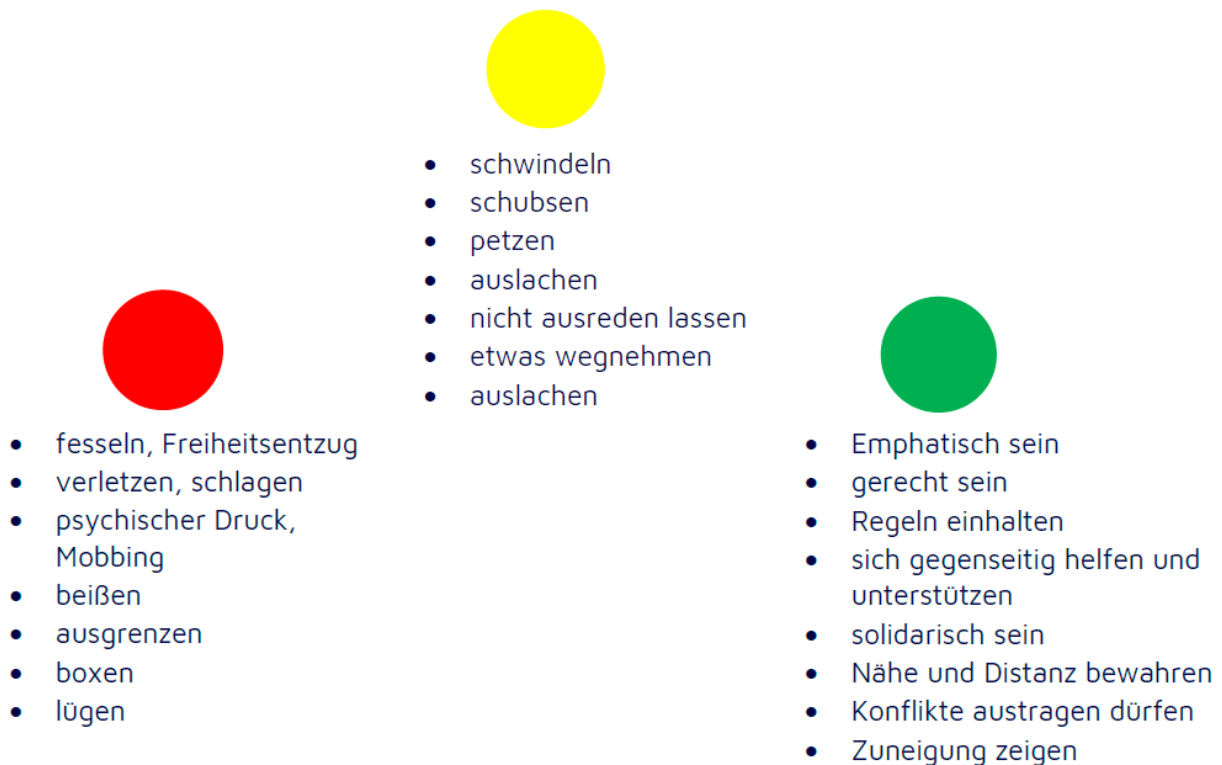 • schwindeln
• schubsen
• petzen
• auslachen
• nicht ausreden lassen
• etwas wegnehmen
• auslachen
• fesseln, Freiheitsentzug
• verletzen, schlagen
• psychischer Druck,
Mobbing
• beißen
• ausgrenzen
• boxen
• lügen
• Emphatisch sein
• gerecht sein
• Regeln einhalten
• sich gegenseitig helfen und
unterstützen
• solidarisch sein
• Nähe und Distanz bewahren
• Konflikte austragen dürfen
• Zuneigung zeigen